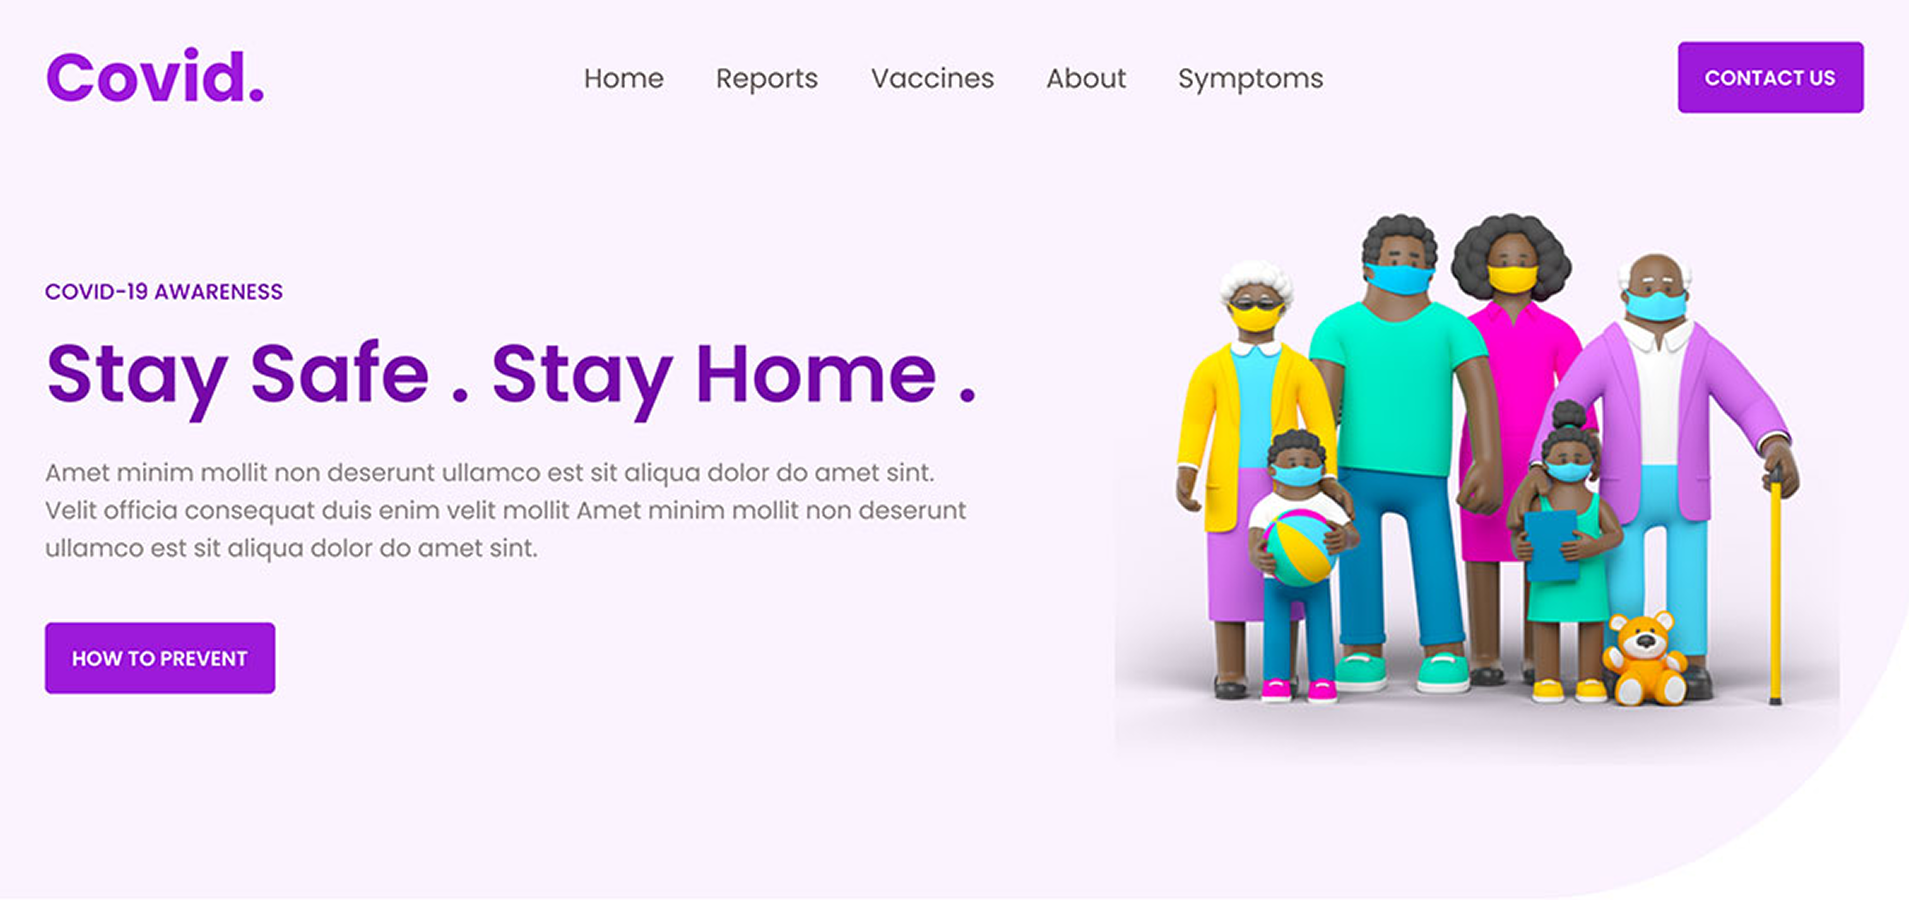 Covid.
Home Reports Vaccines About Symptoms
CONTACT US
COVID-19 AWARENESS
Stay Safe . Stay Home .
Amet minim mollit non deserunt ullamco est sit aliqua dolor do amet sint.
Velit officia consequat duis enim velit mollit Amet minim mollit non deserunt
ullamco est sit aliqua dolor do amet sint.
HOW TO PREVENT